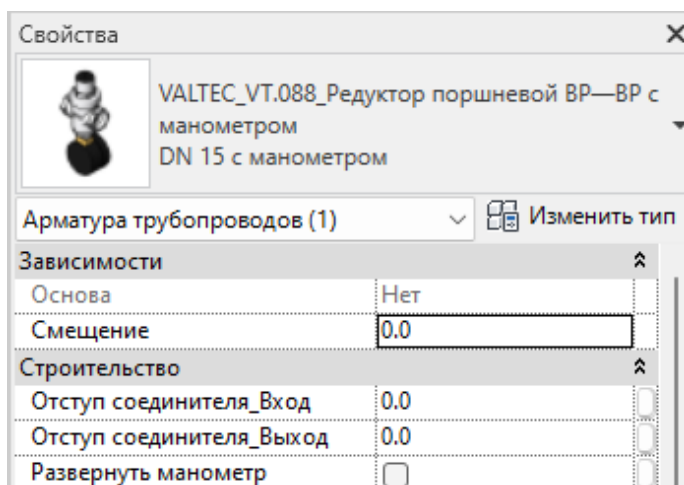 Свойства
VALTEC_VT.088_Редуктор поршневой ВР—ВР с
манометром
DN 15 с манометром
Арматура трубопроводов (1)
Изменить тип
Зависимости
Основа Нет
Смещение 0.0
Строительство
Отступ соединителя_Вход 0.0
Отступ соединителя_Выход 0.0
Развернуть манометр